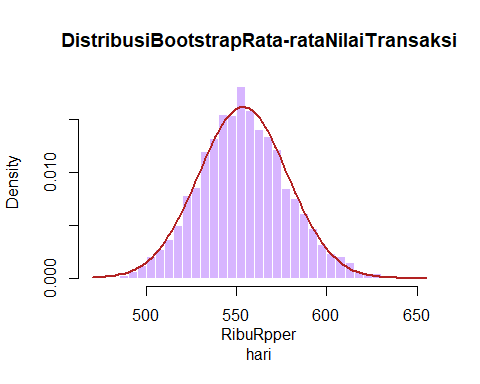 DistribusiBootstrapRata-rataNilaiTransaksi
Density
0.010
0.000
500 550 600 650
RibuRpper
hari